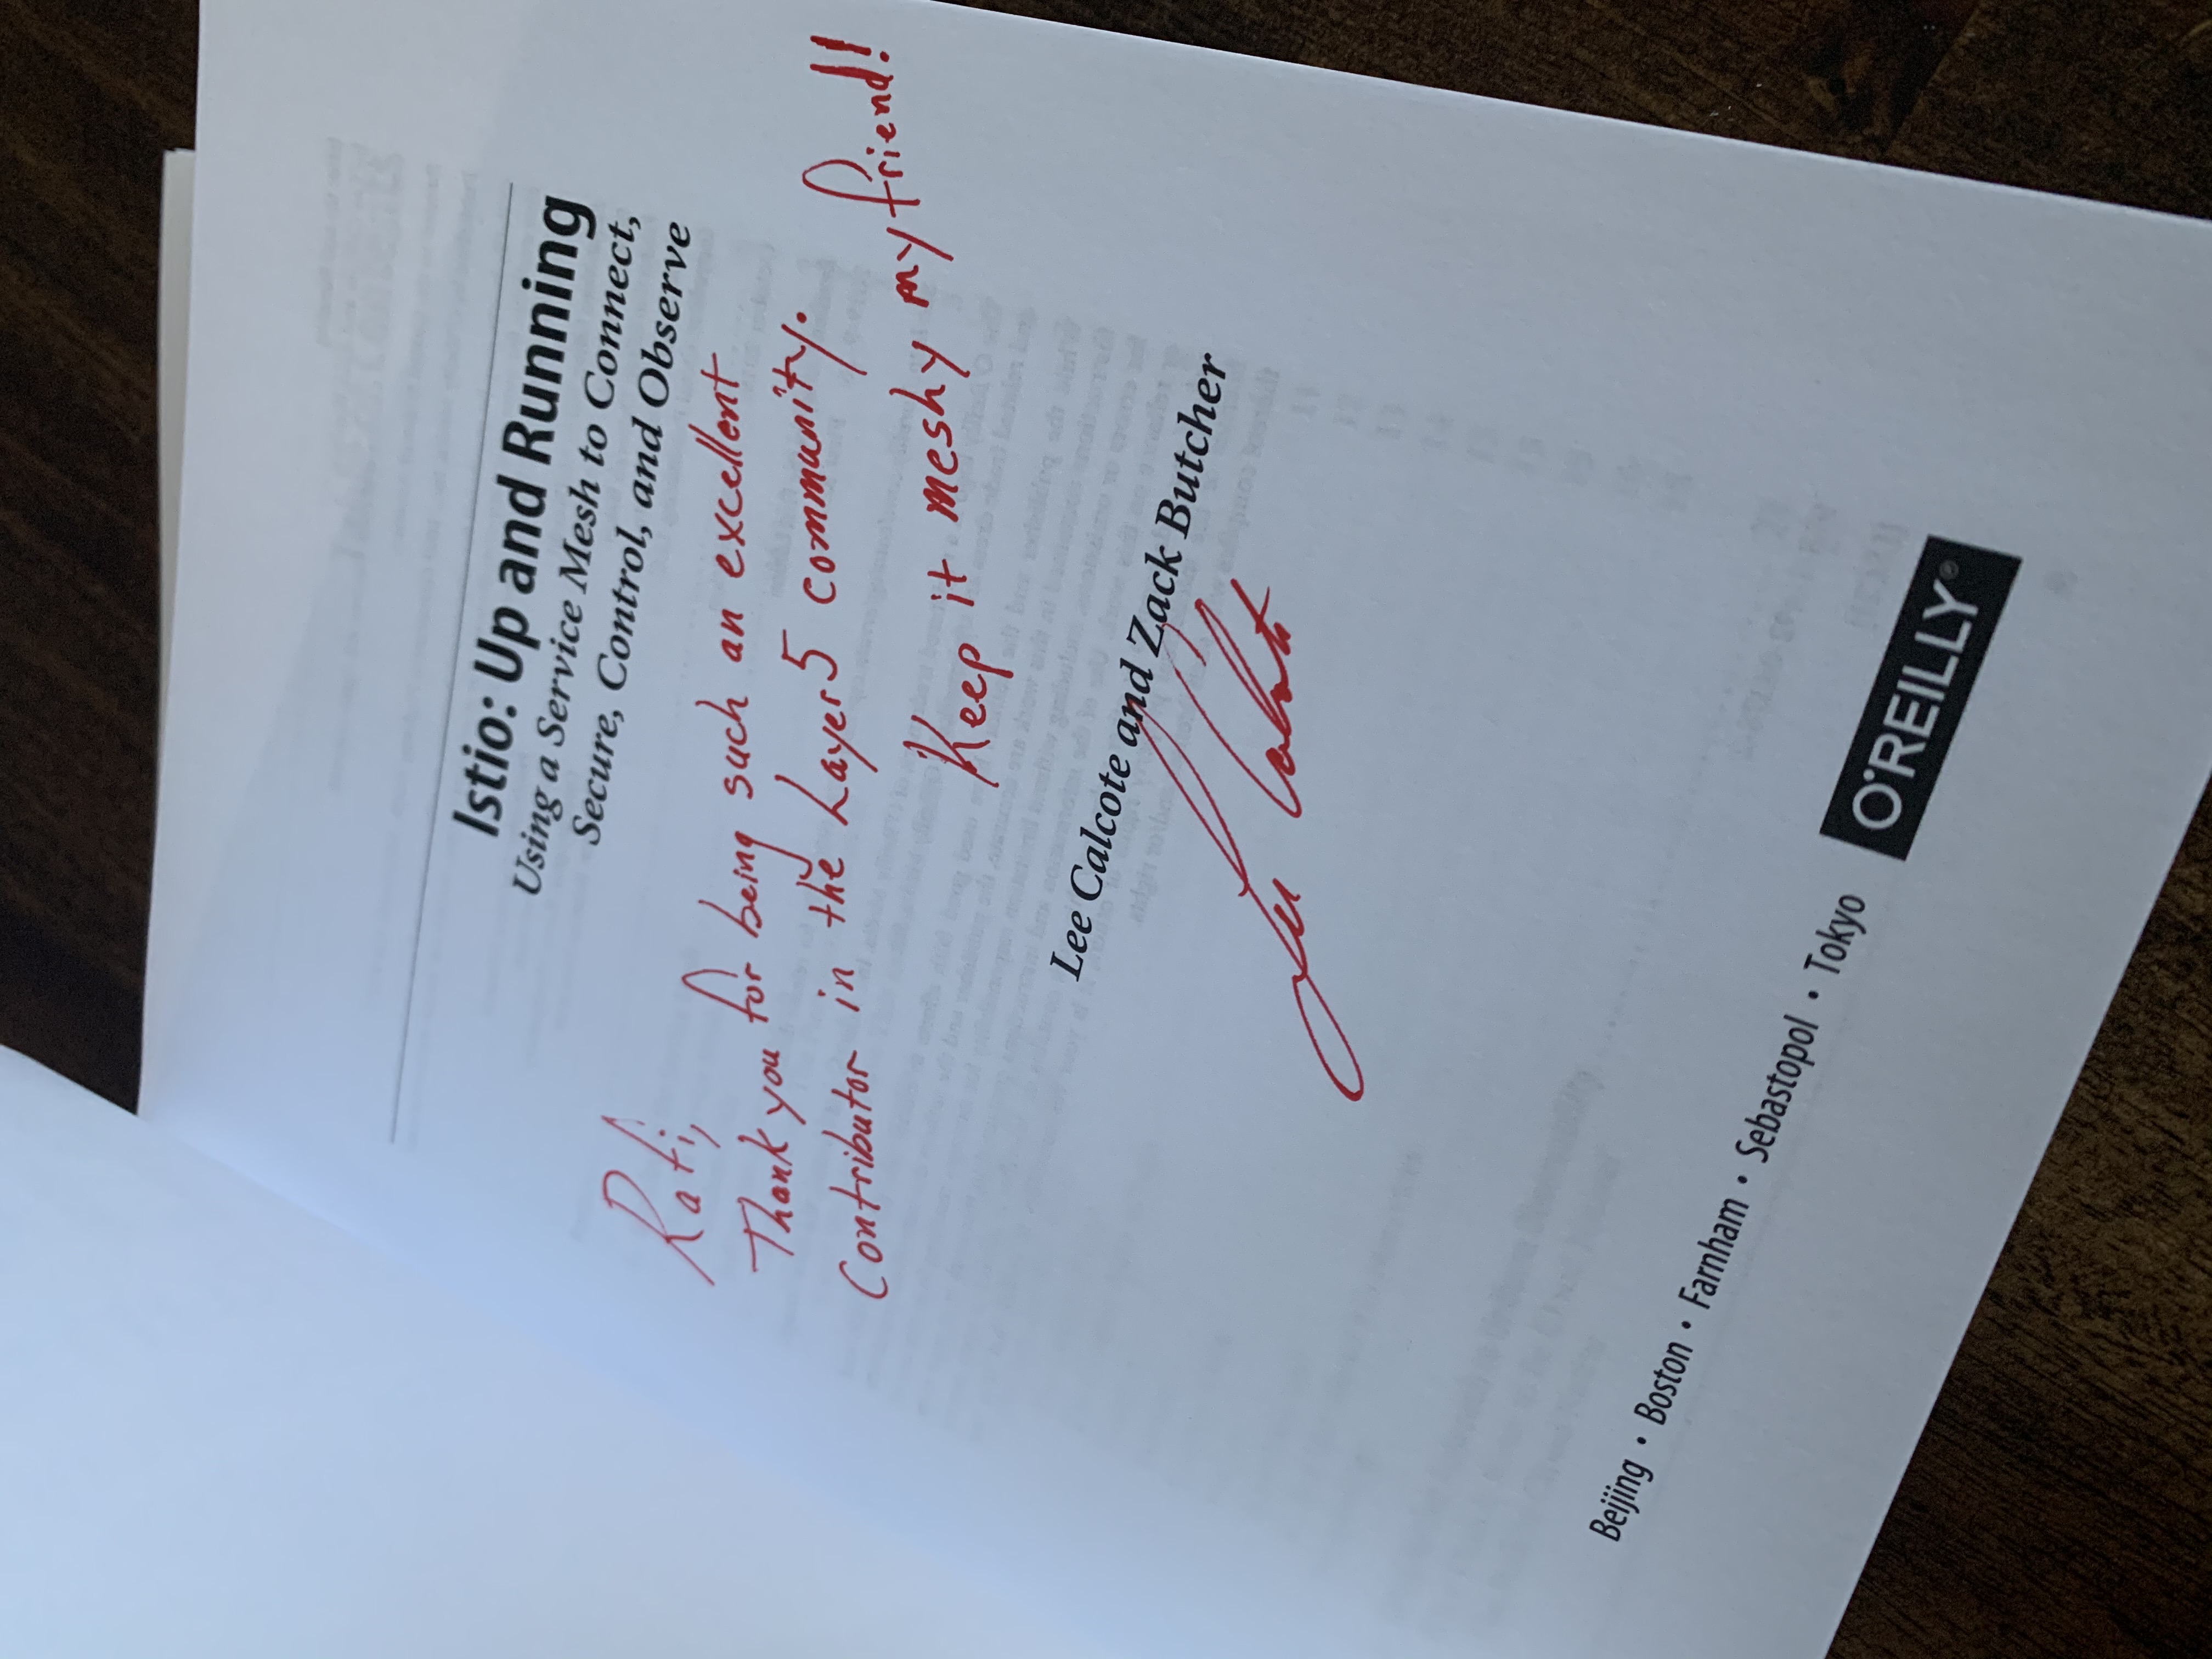 Istio: Up and Running
Using a Service Mesh to Connect,
Secure, Control, and Observe
Rafi,
Thank you for being such an excellent
Contributor in the Layer5 community.
Keep it meshy my friend!
Lee Calcote and Zack Butcher
Lee Calcote
Beijing • Boston • Farnham • Sebastopol • Tokyo
O'REILLY®